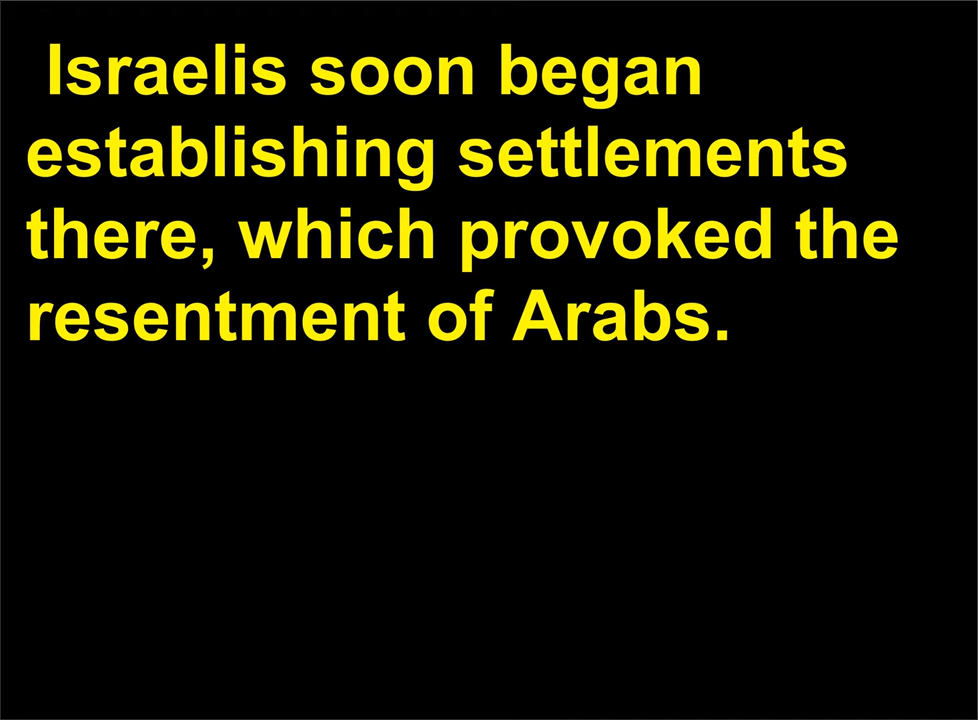 Israelis soon began
establishing settlements
there, which provoked the
resentment of Arabs.